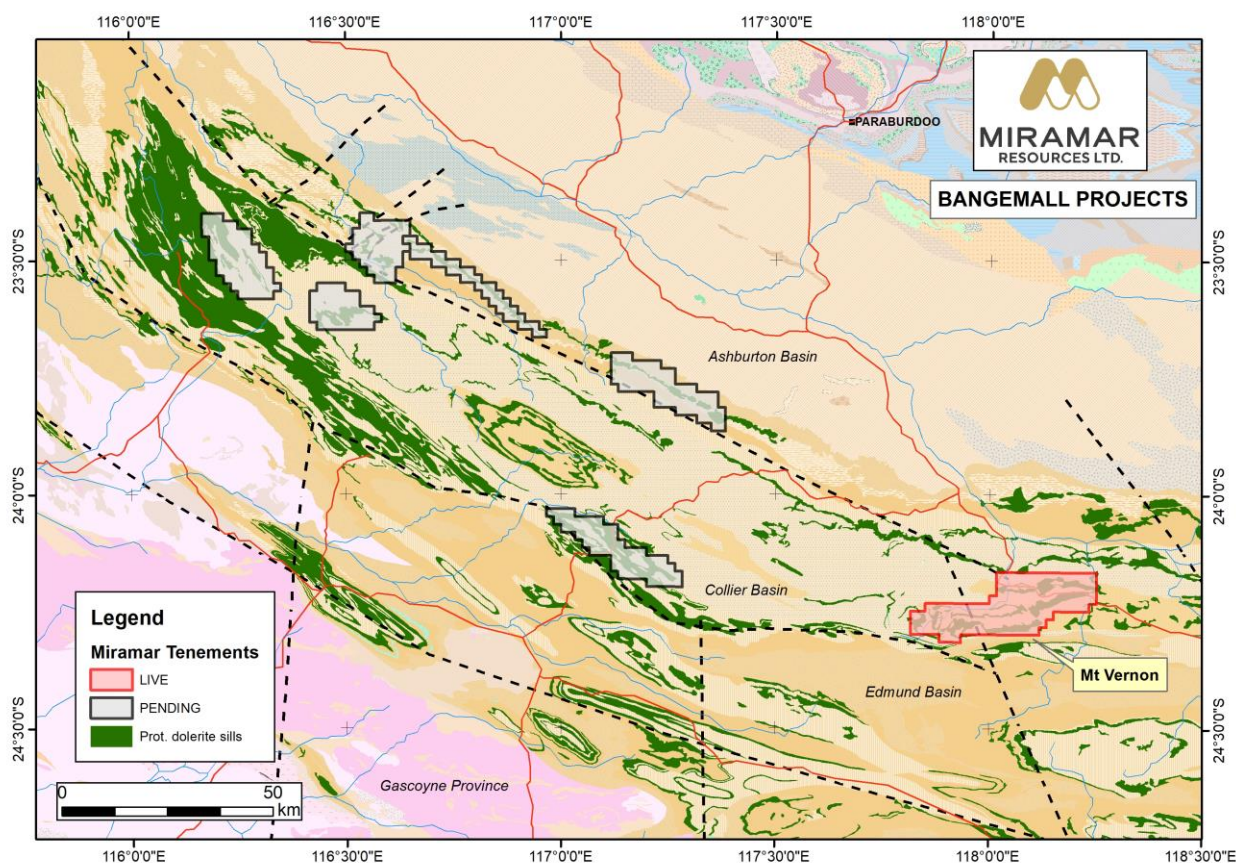 116°0'0"E
116°30'0"E
117°0'0"E
117°30'0"E
118°0'0"E
MIRAMAR
RESOURCES LTD.
PARABURDOO
BANGEMALL PROJECTS
23°30'0"S
23°30'0"S
Ashburton Basin
24°0'0"S
24°0'0"S
Collier Basin
Mt Vernon
Edmund Basin
24°30'0"S
24°30'0"S
Gascoyne Province
Legend
Miramar Tenements
LIVE
PENDING
Prot. dolerite sills
0 50
km
116°0'0"E
116°30'0"E
117°0'0"E
117°30'0"E
118°0'0"E
118°30'0"E